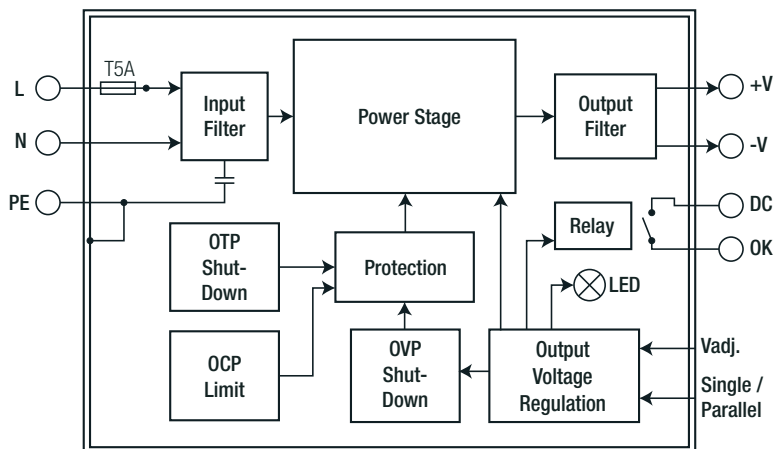 T5A
L
Input
Filter
Power Stage
Output
Filter
+V
N
-V
PE
DC
Relay
OK
OTP
Shut-
Down
Protection
LED
OCP
Limit
OVP
Shut-
Down
Output
Voltage
Regulation
Vadj.
Single /
Parallel